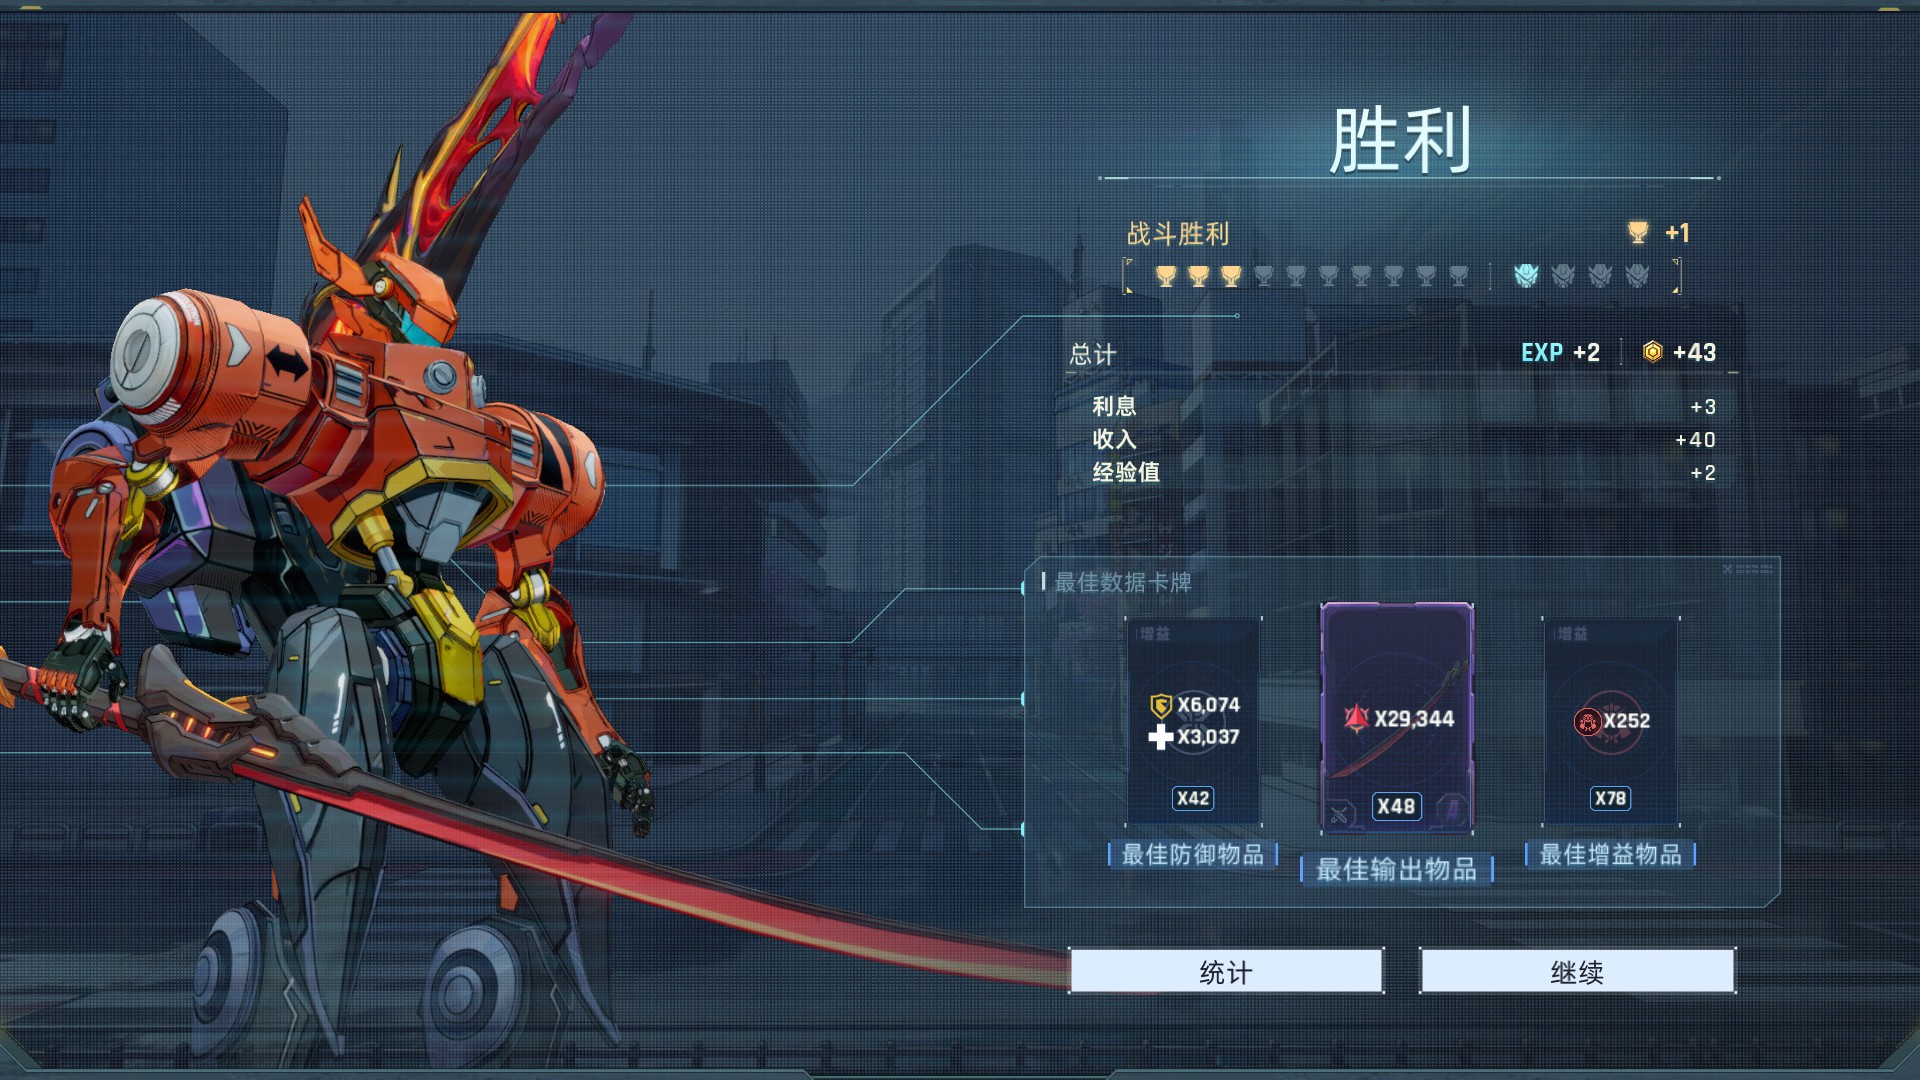 胜利
战斗胜利
+1
总计
EXP +2
+43
利息
+3
收入
+40
经验值
+2
最佳数据卡牌
增益
X6,074
X3,037
X42
最佳防御物品
X29,344
X48
最佳输出物品
增益
X252
X78
最佳增益物品
统计
继续